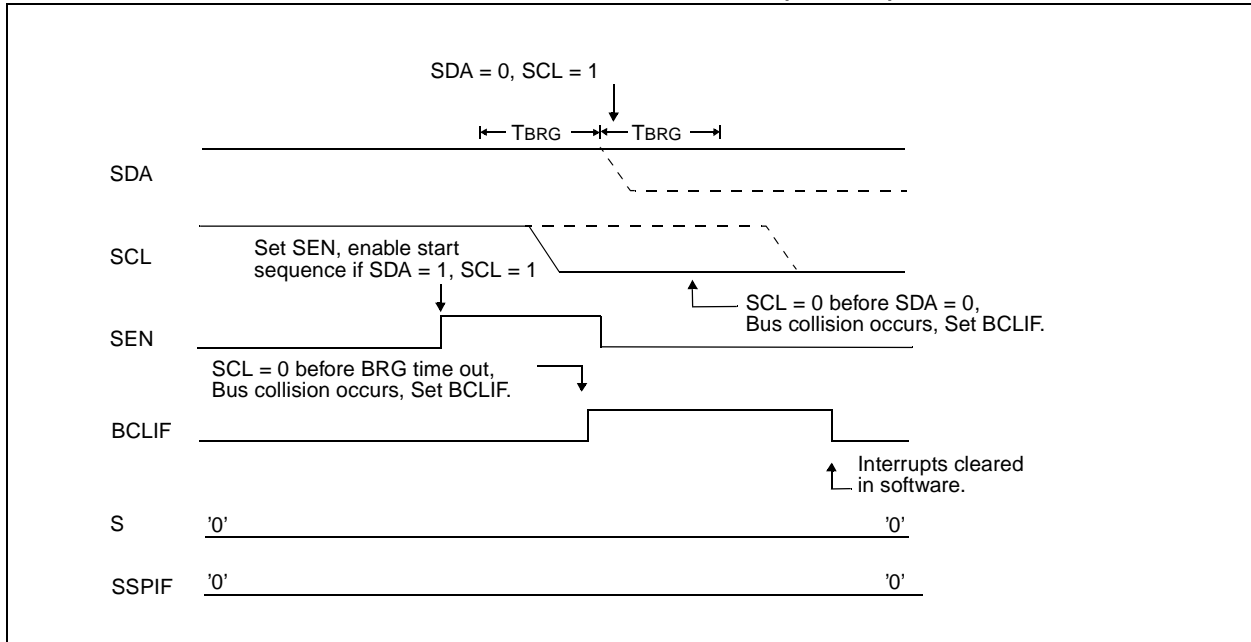 SDA = 0, SCL = 1
TBRG TBRG
SDA
SCL
Set SEN, enable start
sequence if SDA = 1, SCL = 1
SCL = 0 before SDA = 0,
Bus collision occurs, Set BCLIF.
SEN
SCL = 0 before BRG time out,
Bus collision occurs, Set BCLIF.
BCLIF
Interrupts cleared
in software.
S '0' '0'
SSPIF '0' '0'